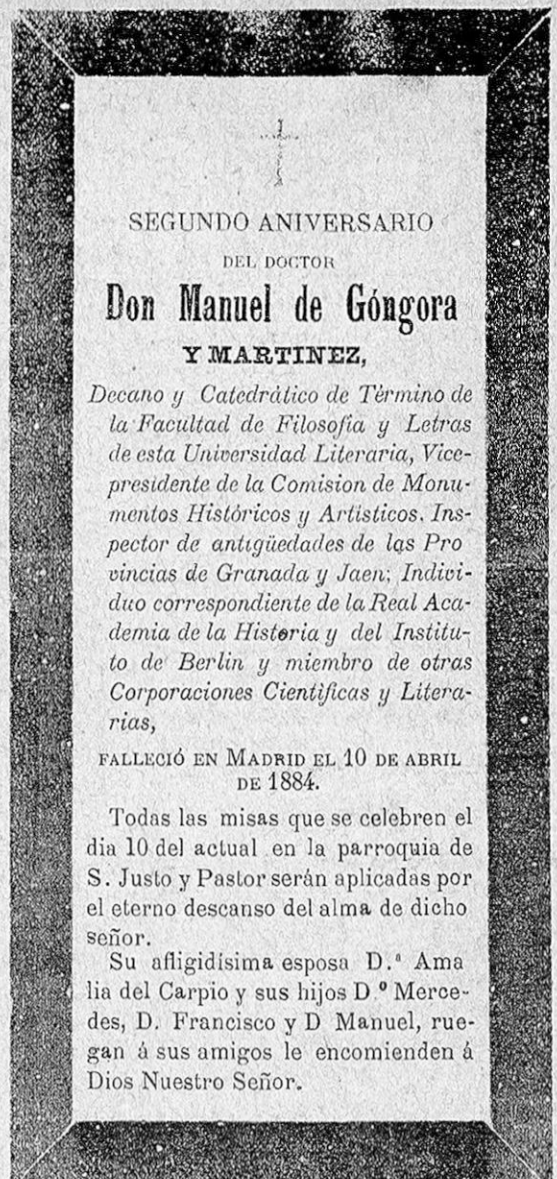 SEGUNDO ANIVERSARIO
DEL DOCTOR
Don Manuel de Góngora
Y MARTINEZ,
Decano y Catedrático de Tèrmino de
la Facultad de Filosofía y Letras
de esta Universidad Literaria, Vice-
presidente de la Comision de Monu-
mentos Históricos y Artisticos. Ins-
pector de antigüedades de las Pro
vincias de Granada y Jaen; Indivi-
duo correspondiente de la Real Aca-
demia de la Historia y del Institu-
to de Berlin y miembro de otras
Corporaciones Cientificas y Litera-
rias,
FALLECIÓ EN MADRID EL 10 DE ABRIL
DE 1884.
Todas las misas que se celebren el
dia 10 del actual en la parroquia de
S. Justo y Pastor serán aplicadas por
el eterno descanso del alma de dicho
señor.
Su afligidísima esposa D.ª Ama
lia del Carpio y sus hijos D º Merce-
des, D. Francisco y D Manuel, rue-
gan á sus amigos le encomienden á
Dios Nuestro Señor.